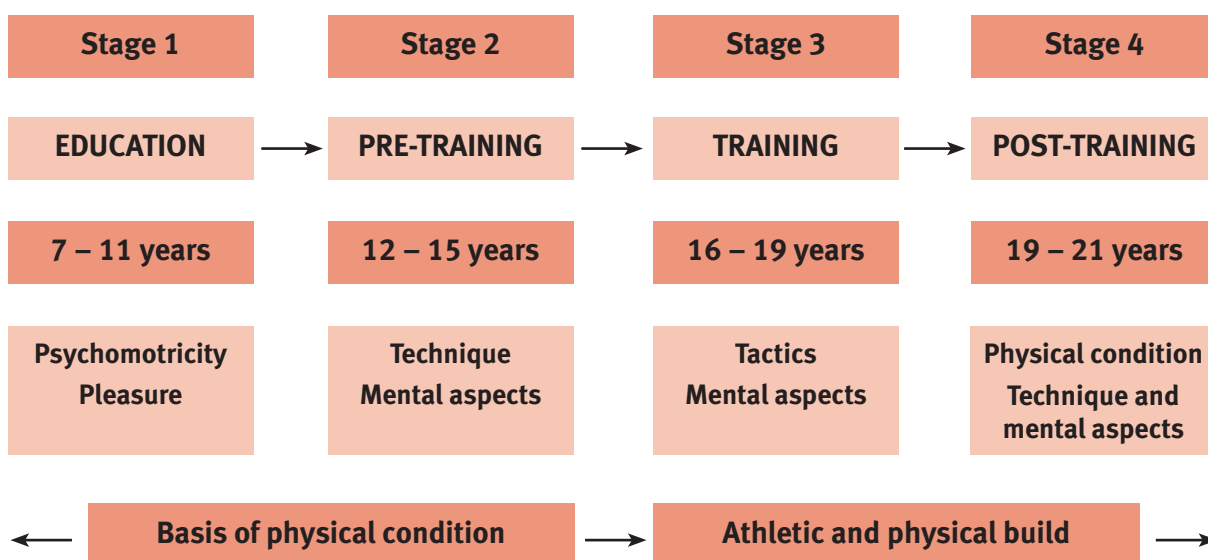 Stage 1
Stage 2
Stage 3
Stage 4
EDUCATION
PRE-TRAINING
TRAINING
POST-TRAINING
7 – 11 years
12 – 15 years
16 – 19 years
19 – 21 years
Psychomotricity
Pleasure
Technique
Mental aspects
Tactics
Mental aspects
Physical condition
Technique and
mental aspects
Basis of physical condition
Athletic and physical build